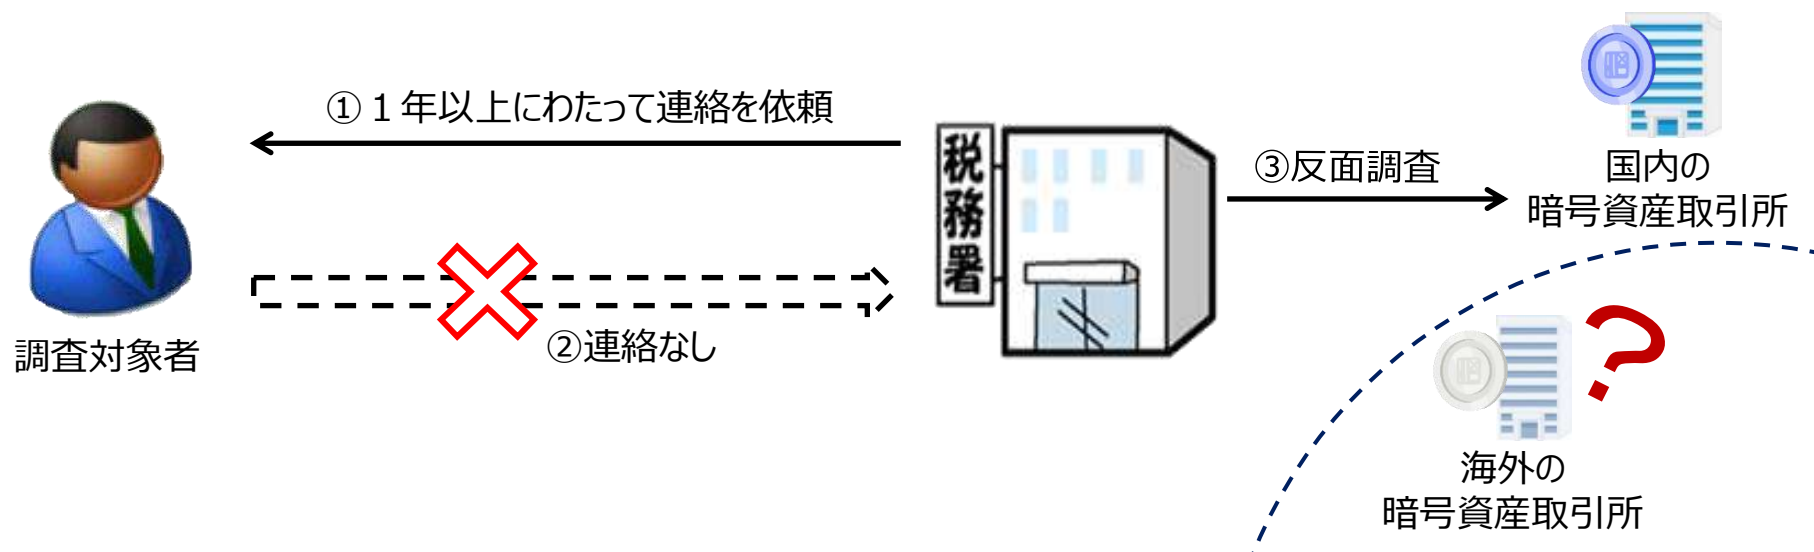 ①１年以上にわたって連絡を依頼
税務署
③反面調査
国内の
暗号資産取引所
②連絡なし
調査対象者
?
海外の
暗号資産取引所